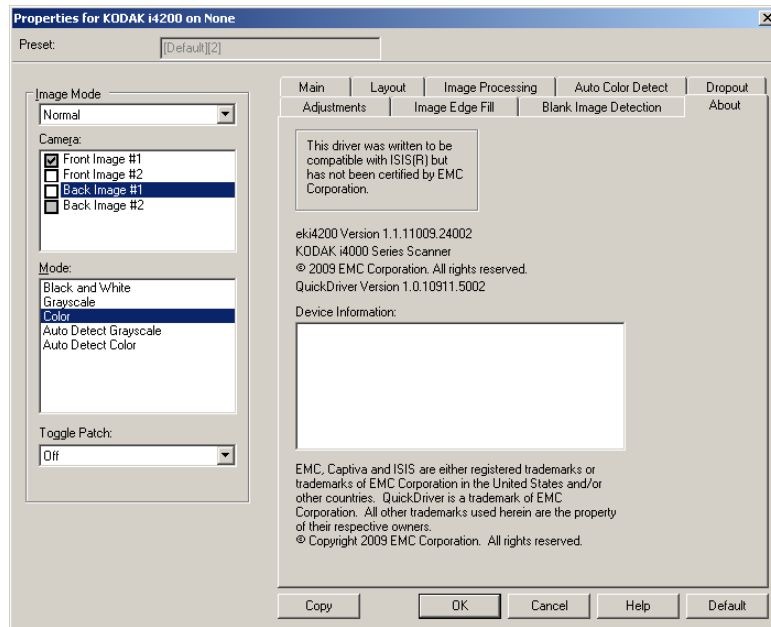 Properties for KODAK i4200 on None
Preset:
[Default][2]
Image Mode
Normal
Camera:
Front Image #1
Front Image #2
Back Image #1
Back Image #2
Mode:
Black and White
Grayscale
Color
Auto Detect Grayscale
Auto Detect Color
Toggle Patch:
Off
Main
Layout
Image Processing
Auto Color Detect
Dropout
Adjustments
Image Edge Fill
Blank Image Detection
About
This driver was written to be
compatible with ISIS(R) but
has not been certified by EMC
Corporation.
eki4200 Version 1.1.11009.24002
KODAK i4000 Series Scanner
© 2009 EMC Corporation. All rights reserved.
QuickDriver Version 1.0.10911.5002
Device Information:
EMC, Captiva and ISIS are either registered trademarks or
trademarks of EMC Corporation in the United States and/or
other countries. QuickDriver is a trademark of EMC
Corporation. All other trademarks used herein are the property
of their respective owners.
© Copyright 2009 EMC Corporation. All rights reserved.
Copy
OK
Cancel
Help
Default